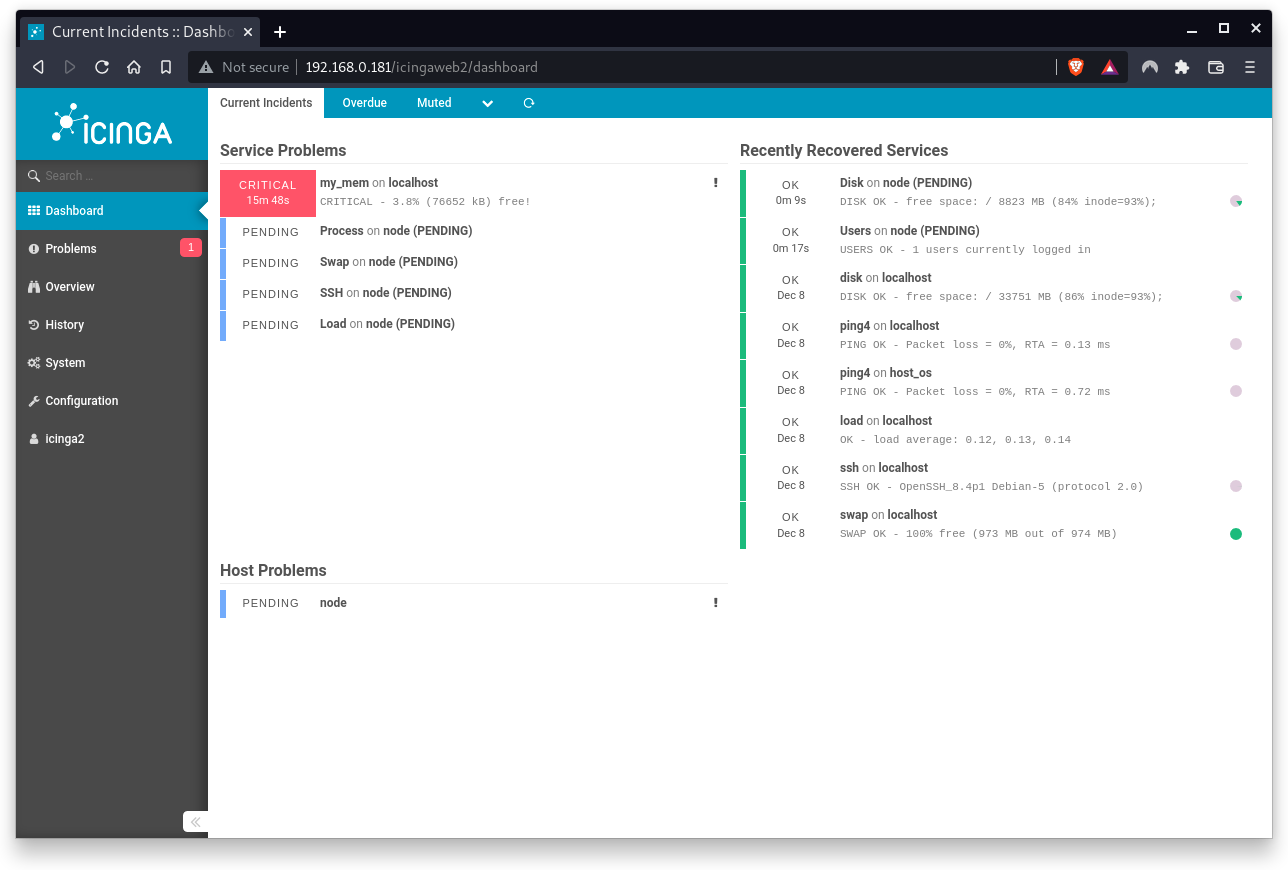 Current Incidents :: Dashbo
Not secure | 192.168.0.181/icingaweb2/dashboard
ICINGA
Search …
Dashboard
Problems 1
Overview
History
System
Configuration
icinga2
Current Incidents Overdue Muted
Service Problems
CRITICAL my_mem on localhost !
15m 48s CRITICAL - 3.8% (76652 kB) free!
PENDING Process on node (PENDING)
PENDING Swap on node (PENDING)
PENDING SSH on node (PENDING)
PENDING Load on node (PENDING)
Host Problems
PENDING node !
Recently Recovered Services
OK Disk on node (PENDING)
0m 9s DISK OK - free space: / 8823 MB (84% inode=93%);
OK Users on node (PENDING)
0m 17s USERS OK - 1 users currently logged in
OK disk on localhost
Dec 8 DISK OK - free space: / 33751 MB (86% inode=93%);
OK ping4 on localhost
Dec 8 PING OK - Packet loss = 0%, RTA = 0.13 ms
OK ping4 on host_os
Dec 8 PING OK - Packet loss = 0%, RTA = 0.72 ms
OK load on localhost
Dec 8 OK - load average: 0.12, 0.13, 0.14
OK ssh on localhost
Dec 8 SSH OK - OpenSSH_8.4p1 Debian-5 (protocol 2.0)
OK swap on localhost
Dec 8 SWAP OK - 100% free (973 MB out of 974 MB)